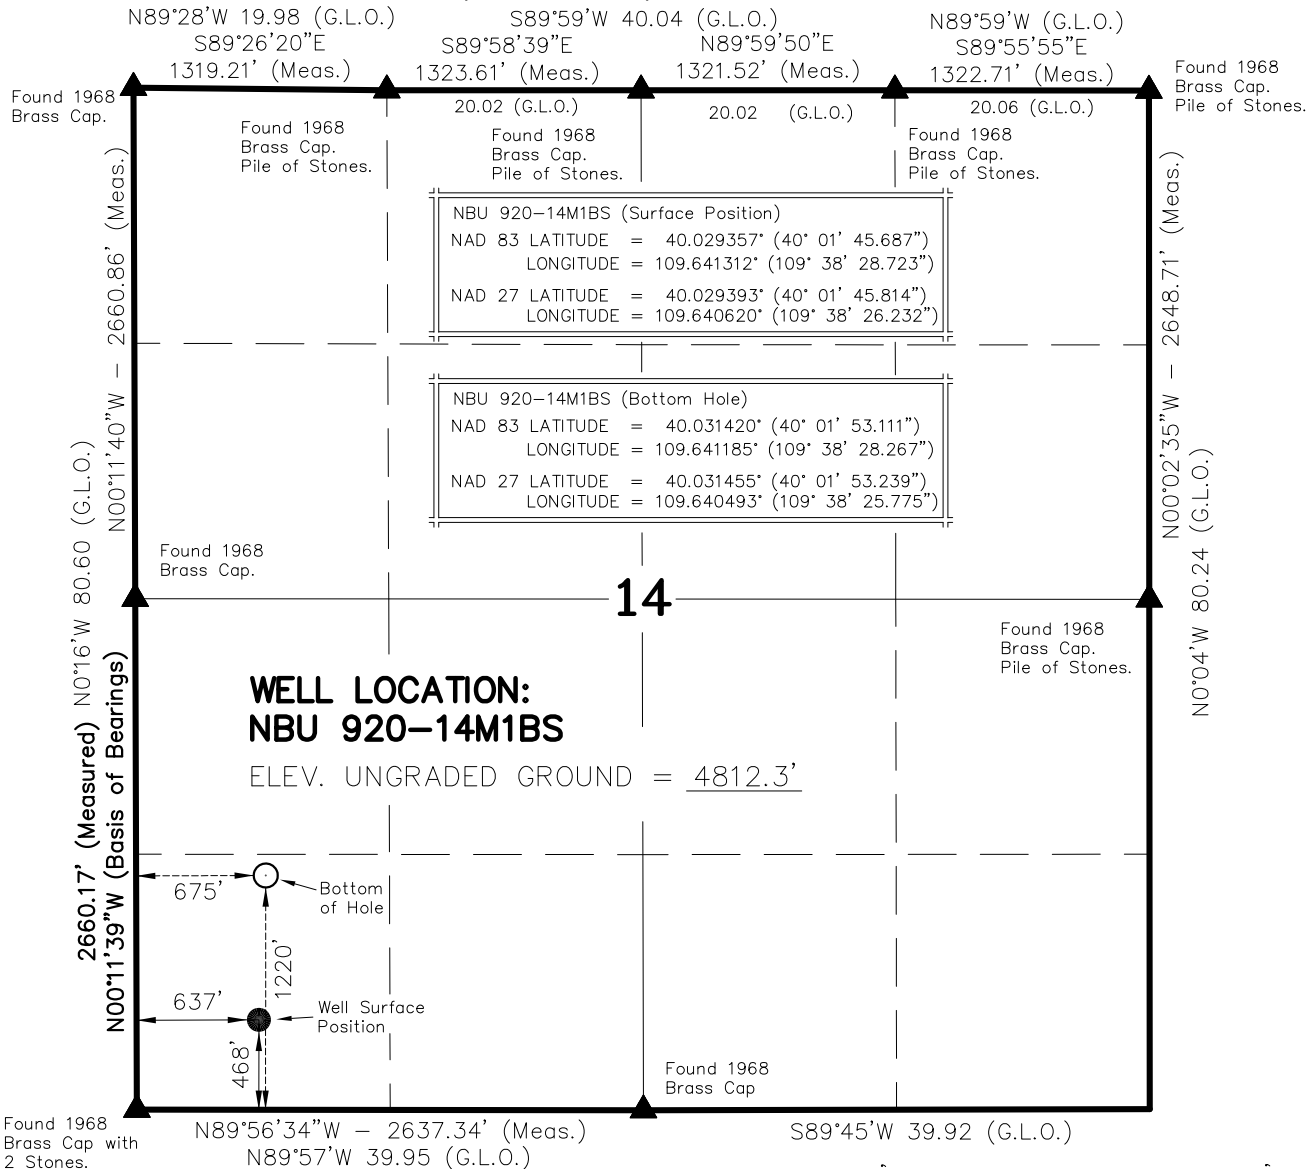 N89°28'W 19.98 (G.L.O.)
S89°26'20"E
1319.21' (Meas.)
S89°59'W 40.04 (G.L.O.)
S89°58'39"E
1323.61' (Meas.)
N89°59'50"E
1321.52' (Meas.)
N89°59'W (G.L.O.)
S89°55'55"E
1322.71' (Meas.)
Found 1968
Brass Cap.
Found 1968
Brass Cap.
Pile of Stones.
20.02 (G.L.O.)
20.02 (G.L.O.)
20.06 (G.L.O.)
Found 1968
Brass Cap.
Pile of Stones.
Found 1968
Brass Cap.
Pile of Stones.
Found 1968
Brass Cap.
Pile of Stones.
NBU 920-14M1BS (Surface Position)
NAD 83 LATITUDE = 40.029357° (40° 01' 45.687")
LONGITUDE = 109.641312° (109° 38' 28.723")
NAD 27 LATITUDE = 40.029393° (40° 01' 45.814")
LONGITUDE = 109.640620° (109° 38' 26.232")
NBU 920-14M1BS (Bottom Hole)
NAD 83 LATITUDE = 40.031420° (40° 01' 53.111")
LONGITUDE = 109.641185° (109° 38' 28.267")
NAD 27 LATITUDE = 40.031455° (40° 01' 53.239")
LONGITUDE = 109.640493° (109° 38' 25.775")
N00°11'40"W - 2660.86' (Meas.)
N0°16'W 80.60 (G.L.O.)
N00°02'35"W - 2648.71' (Meas.)
N0°04'W 80.24 (G.L.O.)
Found 1968
Brass Cap.
14
Found 1968
Brass Cap.
Pile of Stones.
WELL LOCATION:
NBU 920-14M1BS
ELEV. UNGRADED GROUND = 4812.3'
2660.17' (Measured)
N00°11'39"W (Basis of Bearings)
675'
Bottom
of Hole
1220'
637'
Well Surface
Position
468'
Found 1968
Brass Cap
Found 1968
Brass Cap with
2 Stones.
N89°56'34"W - 2637.34' (Meas.)
N89°57'W 39.95 (G.L.O.)
S89°45'W 39.92 (G.L.O.)